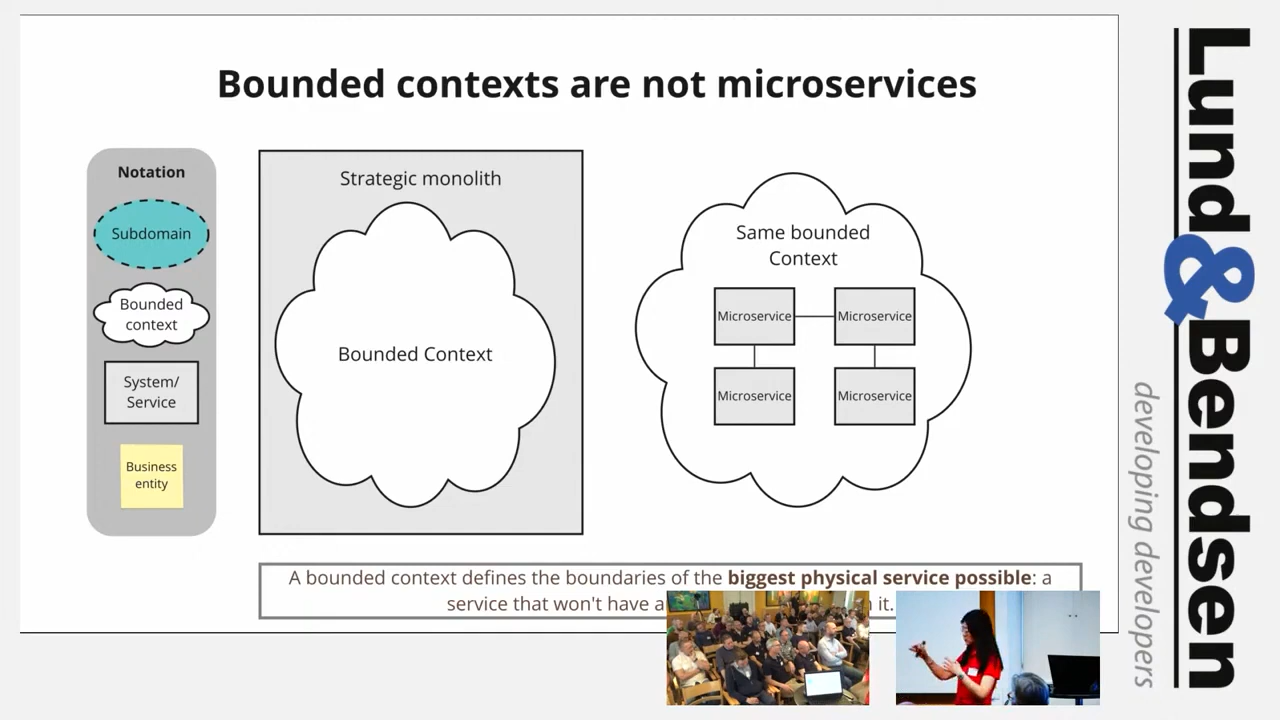 Bounded contexts are not microservices
Notation
Subdomain
Bounded
context
System/
Service
Business
entity
Strategic monolith
Bounded Context
Same bounded
Context
Microservice
Microservice
Microservice
Microservice
A bounded context defines the boundaries of the biggest physical service possible: a
service that won't have a
it.
Lund & Bendsen
developing developers